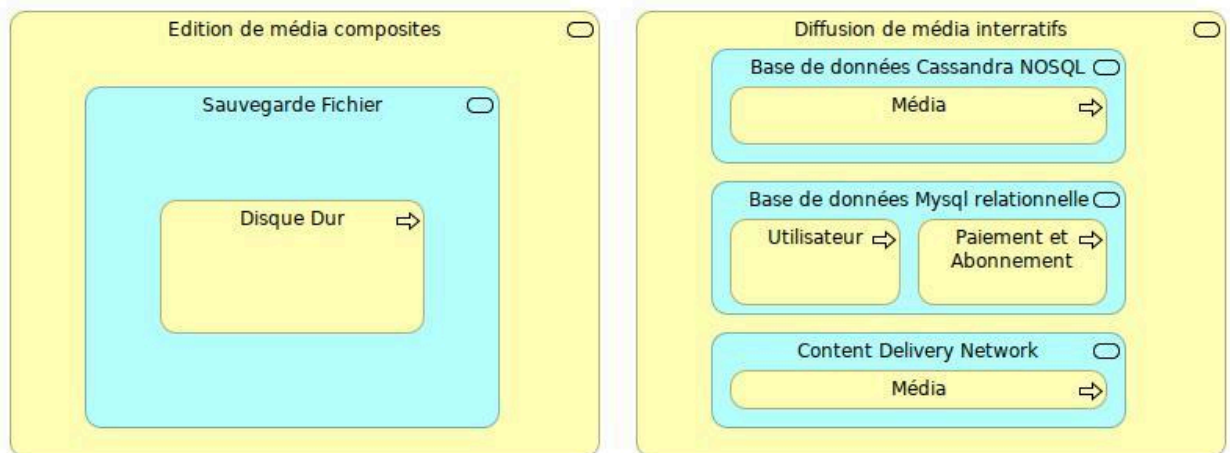 Edition de média composites
Sauvegarde Fichier
Disque Dur
Diffusion de média interratifs
Base de données Cassandra NOSQL
Média
Base de données Mysql relationnelle
Utilisateur
Paiement et
Abonnement
Content Delivery Network
Média